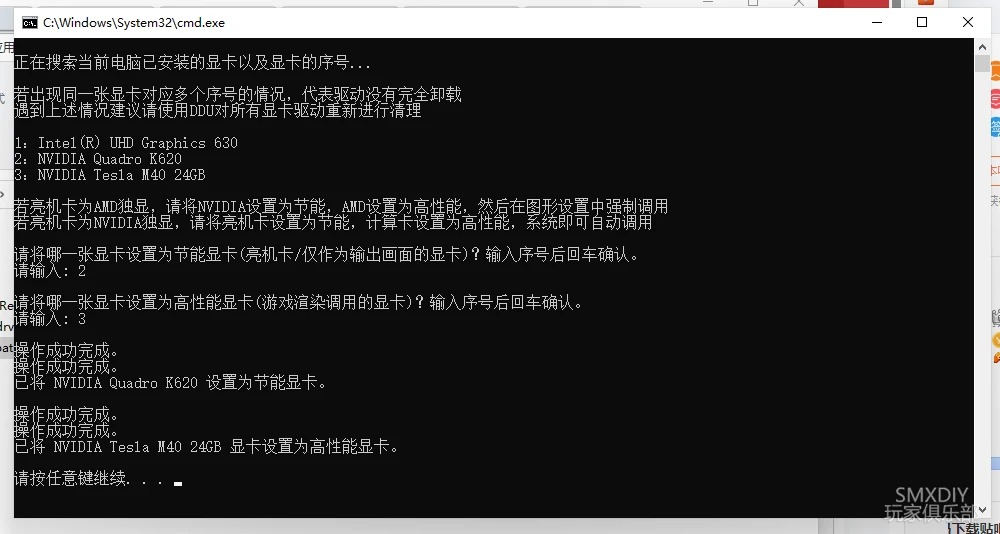 C:\Windows\System32\cmd.exe
正在搜索当前电脑已安装的显卡以及显卡的序号...
若出现同一张显卡对应多个序号的情况，代表驱动没有完全卸载
遇到上述情况建议请使用DDU对所有显卡驱动重新进行清理
1: Intel(R) UHD Graphics 630
2: NVIDIA Quadro K620
3: NVIDIA Tesla M40 24GB
若亮机卡为AMD独显，请将NVIDIA设置为节能，AMD设置为高性能，然后在图形设置中强制调用
若亮机卡为NVIDIA独显，请将亮机卡设置为节能，计算卡设置为高性能，系统即可自动调用
请将哪一张显卡设置为节能显卡(亮机卡/仅作为输出画面的显卡)? 输入序号后回车确认。
请输入: 2
请将哪一张显卡设置为高性能显卡(游戏渲染调用的显卡)? 输入序号后回车确认。
请输入: 3
操作成功完成。
操作成功完成。
已将 NVIDIA Quadro K620 设置为节能显卡。
操作成功完成。
操作成功完成。
已将 NVIDIA Tesla M40 24GB 显卡设置为高性能显卡。
请按任意键继续. . .
SMXDIY
玩家俱乐部